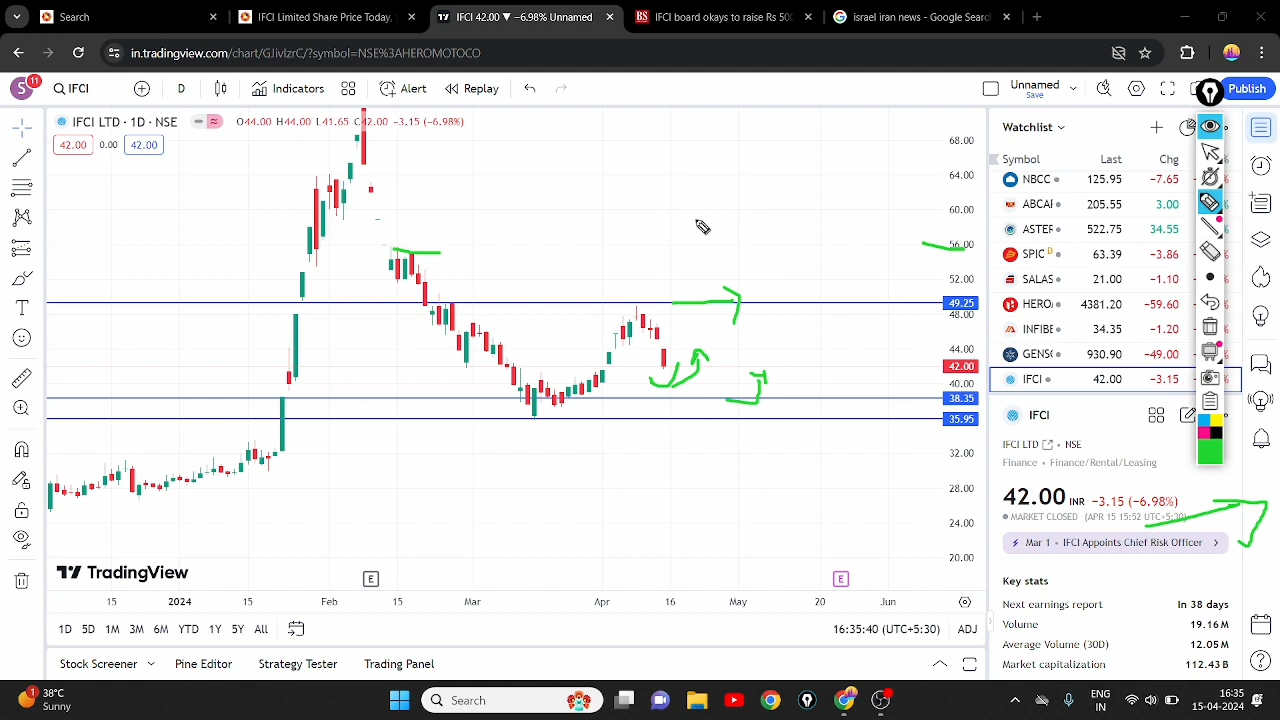 Search
IFCI Limited Share Price Today,
IFCI 42.00 ▼ −6.98% Unnamed
IFCI board okays to raise Rs 500
israel iran news - Google Search
in.tradingview.com/chart/GJivlzrC/?symbol=NSE%3AHEROMOTOCO
S
11
IFCI
D
Indicators
Alert
Replay
Unnamed
Save
Publish
IFCI LTD · 1D · NSE
O44.00 H44.00 L41.65 C42.00 −3.15 (−6.98%)
42.00
0.00
42.00
68.00
64.00
60.00
56.00
52.00
49.25
48.00
44.00
42.00
40.00
38.35
35.95
32.00
28.00
24.00
20.00
TradingView
E
E
15
2024
15
Feb
15
Mar
Apr
16
May
20
Jun
1D
5D
1M
3M
6M
YTD
1Y
5Y
All
16:35:40 (UTC+5:30)
ADJ
Stock Screener
Pine Editor
Strategy Tester
Trading Panel
Watchlist
Symbol
Last
Chg
NBCC
125.95
−7.65
ABCAP
205.55
3.00
ASTER
522.75
34.55
SPIC D
63.39
−3.86
SALAS
21.00
−1.10
HERO
4381.20
−59.60
INFIBE
34.35
−1.20
GENSO
930.90
−49.00
IFCI
42.00
−3.15
IFCI
IFCI LTD · NSE
Finance · Finance/Rental/Leasing
42.00 INR −3.15 (−6.98%)
MARKET CLOSED (APR 15 15:52 UTC+5:30)
Mar 1 · IFCI Appoints Chief Risk Officer
Key stats
Next earnings report
In 38 days
Volume
19.16 M
Average Volume (30D)
12.05 M
Market capitalization
112.43 B
1
38°C
Sunny
Search
ENG
IN
16:35
15-04-2024